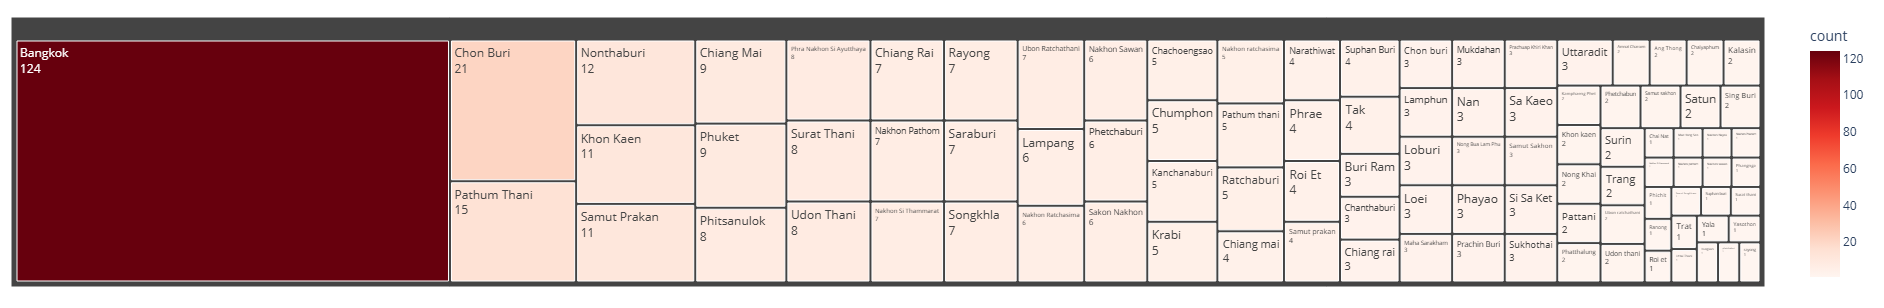 Bangkok
124
Chon Buri
21
Pathum Thani
15
Nonthaburi
12
Khon Kaen
11
Samut Prakan
11
Chiang Mai
9
Phuket
9
Phitsanulok
8
Phra Nakhon Si Ayutthaya
8
Surat Thani
8
Udon Thani
8
Chiang Rai
7
Nakhon Pathom
7
Nakhon Si Thammarat
7
Rayong
7
Saraburi
7
Songkhla
7
Ubon Ratchathani
7
Lampang
6
Nakhon Ratchasima
6
Nakhon Sawan
6
Phetchaburi
6
Sakon Nakhon
6
Chachoengsao
5
Chumphon
5
Kanchanaburi
5
Krabi
5
Nakhon ratchasima
5
Pathum thani
5
Ratchaburi
5
Chiang mai
4
Narathiwat
4
Phrae
4
Roi Et
4
Samut prakan
4
Suphan Buri
4
Tak
4
Buri Ram
3
Chanthaburi
3
Chiang rai
3
Chon buri
3
Lamphun
3
Loburi
3
Loei
3
Maha Sarakham
3
Mukdahan
3
Nan
3
Nong Bua Lam Phu
3
Phayao
3
Prachin Buri
3
Prachuap Khiri Khan
3
Sa Kaeo
3
Samut Sakhon
3
Si Sa Ket
3
Sukhothai
3
Uttaradit
3
Amnat Charoen
2
Ang Thong
2
Chaiyaphum
2
Kalasin
2
Kamphaeng Phet
2
Khon kaen
2
Nong Khai
2
Pattani
2
Phatthalung
2
Phetchabun
2
Samut sakhon
2
Satun
2
Sing Buri
2
Surin
2
Trang
2
Udon thani
2
Chai Nat
1
Phichit
1
Ranong
1
Roi et
1
Trat
1
Yala
1
Yasothon
1
count
120
100
80
60
40
20